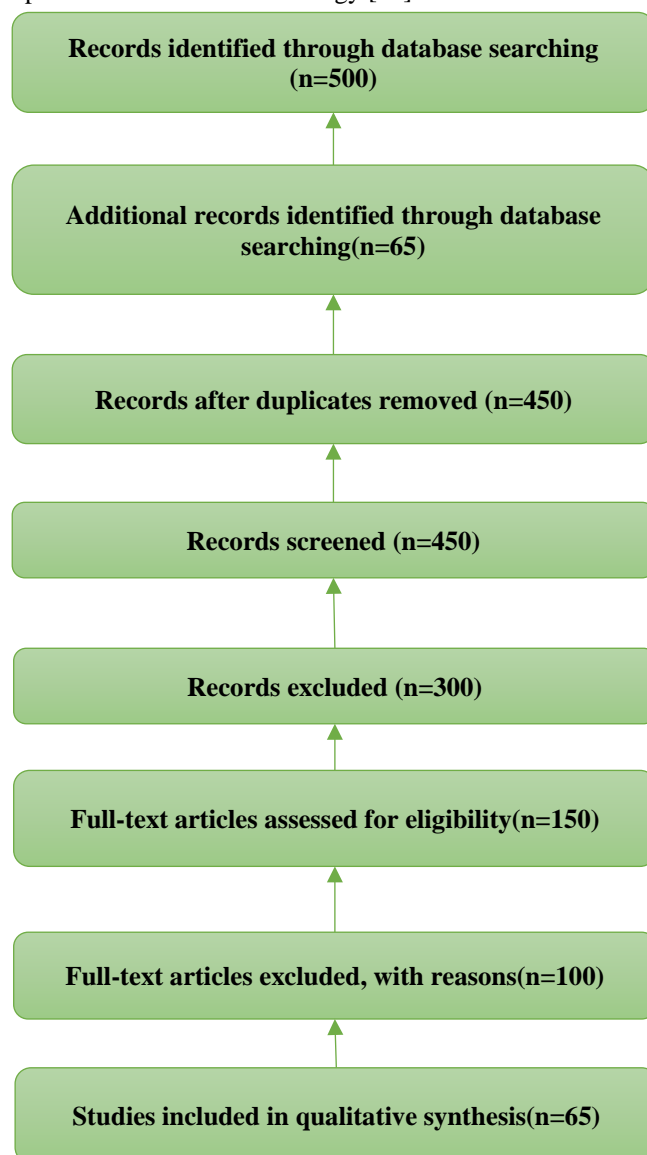 Records identified through database searching
(n=500)
Additional records identified through database
searching(n=65)
Records after duplicates removed (n=450)
Records screened (n=450)
Records excluded (n=300)
Full-text articles assessed for eligibility(n=150)
Full-text articles excluded, with reasons(n=100)
Studies included in qualitative synthesis(n=65)